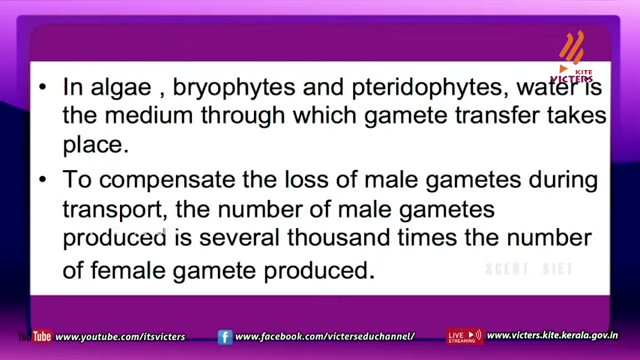 KITE
VICTERS
• In algae , bryophytes and pteridophytes, water is
the medium through which gamete transfer takes
place.
• To compensate the loss of male gametes during
transport, the number of male gametes
produced is several thousand times the number
of female gamete produced.
SCERT, SIET
You Tube www.youtube.com/itsvicters
f www.facebook.com/victerseduchannel/
LIVE STREAMING www.victers.kite.kerala.gov.in